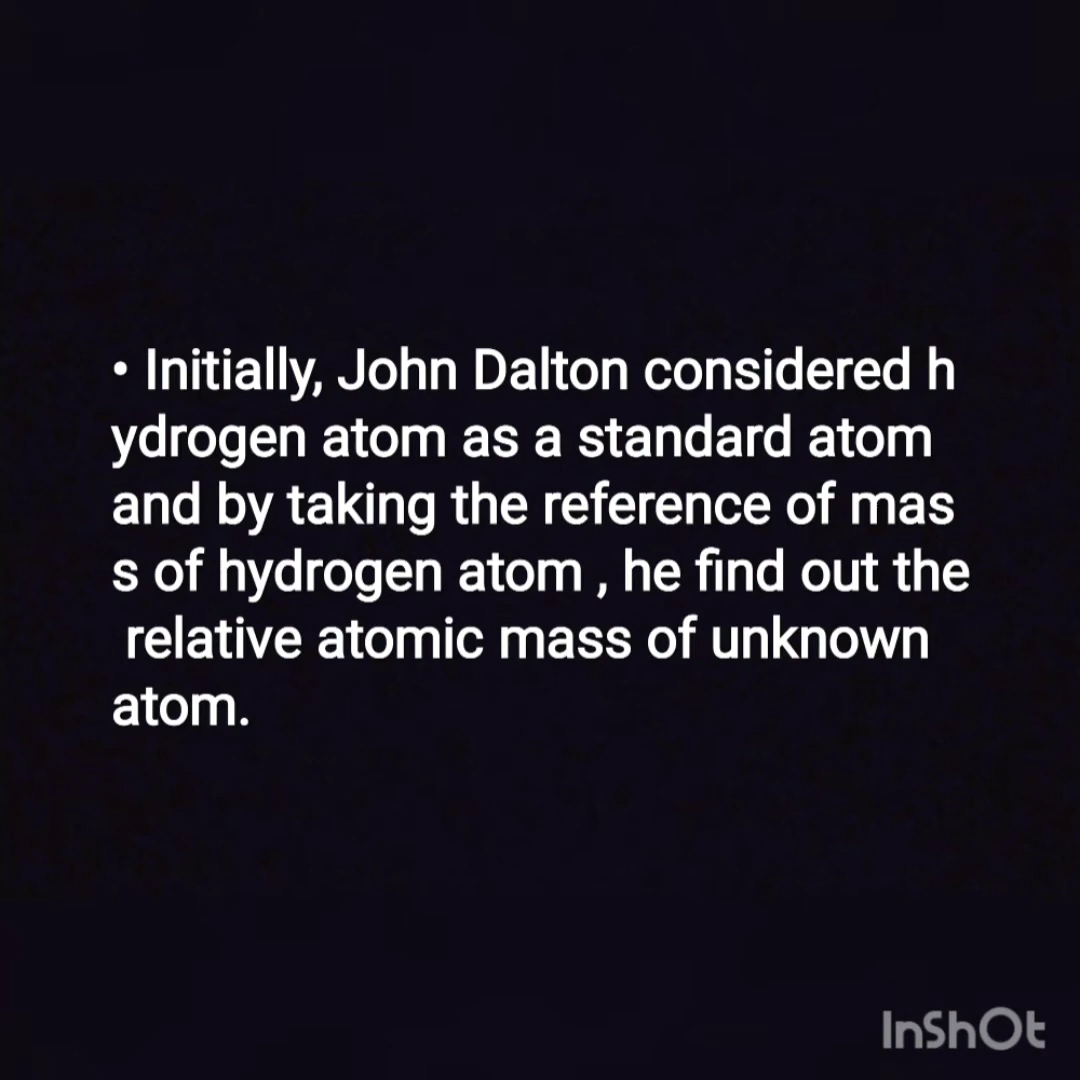 • Initially, John Dalton considered h
ydrogen atom as a standard atom
and by taking the reference of mas
s of hydrogen atom , he find out the
relative atomic mass of unknown
atom.
InShOt